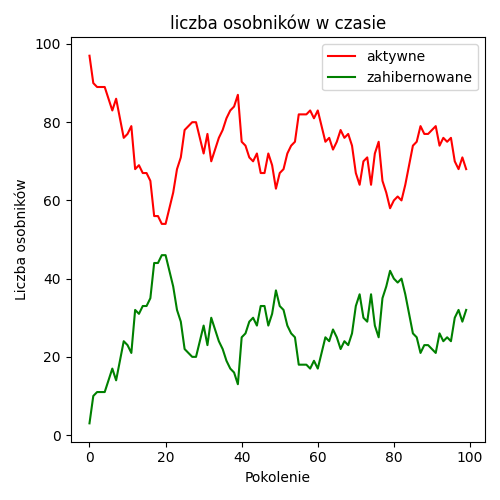 liczba osobników w czasie
100
80
60
40
20
0
Liczba osobników
aktywne
zahibernowane
0 20 40 60 80 100
Pokolenie